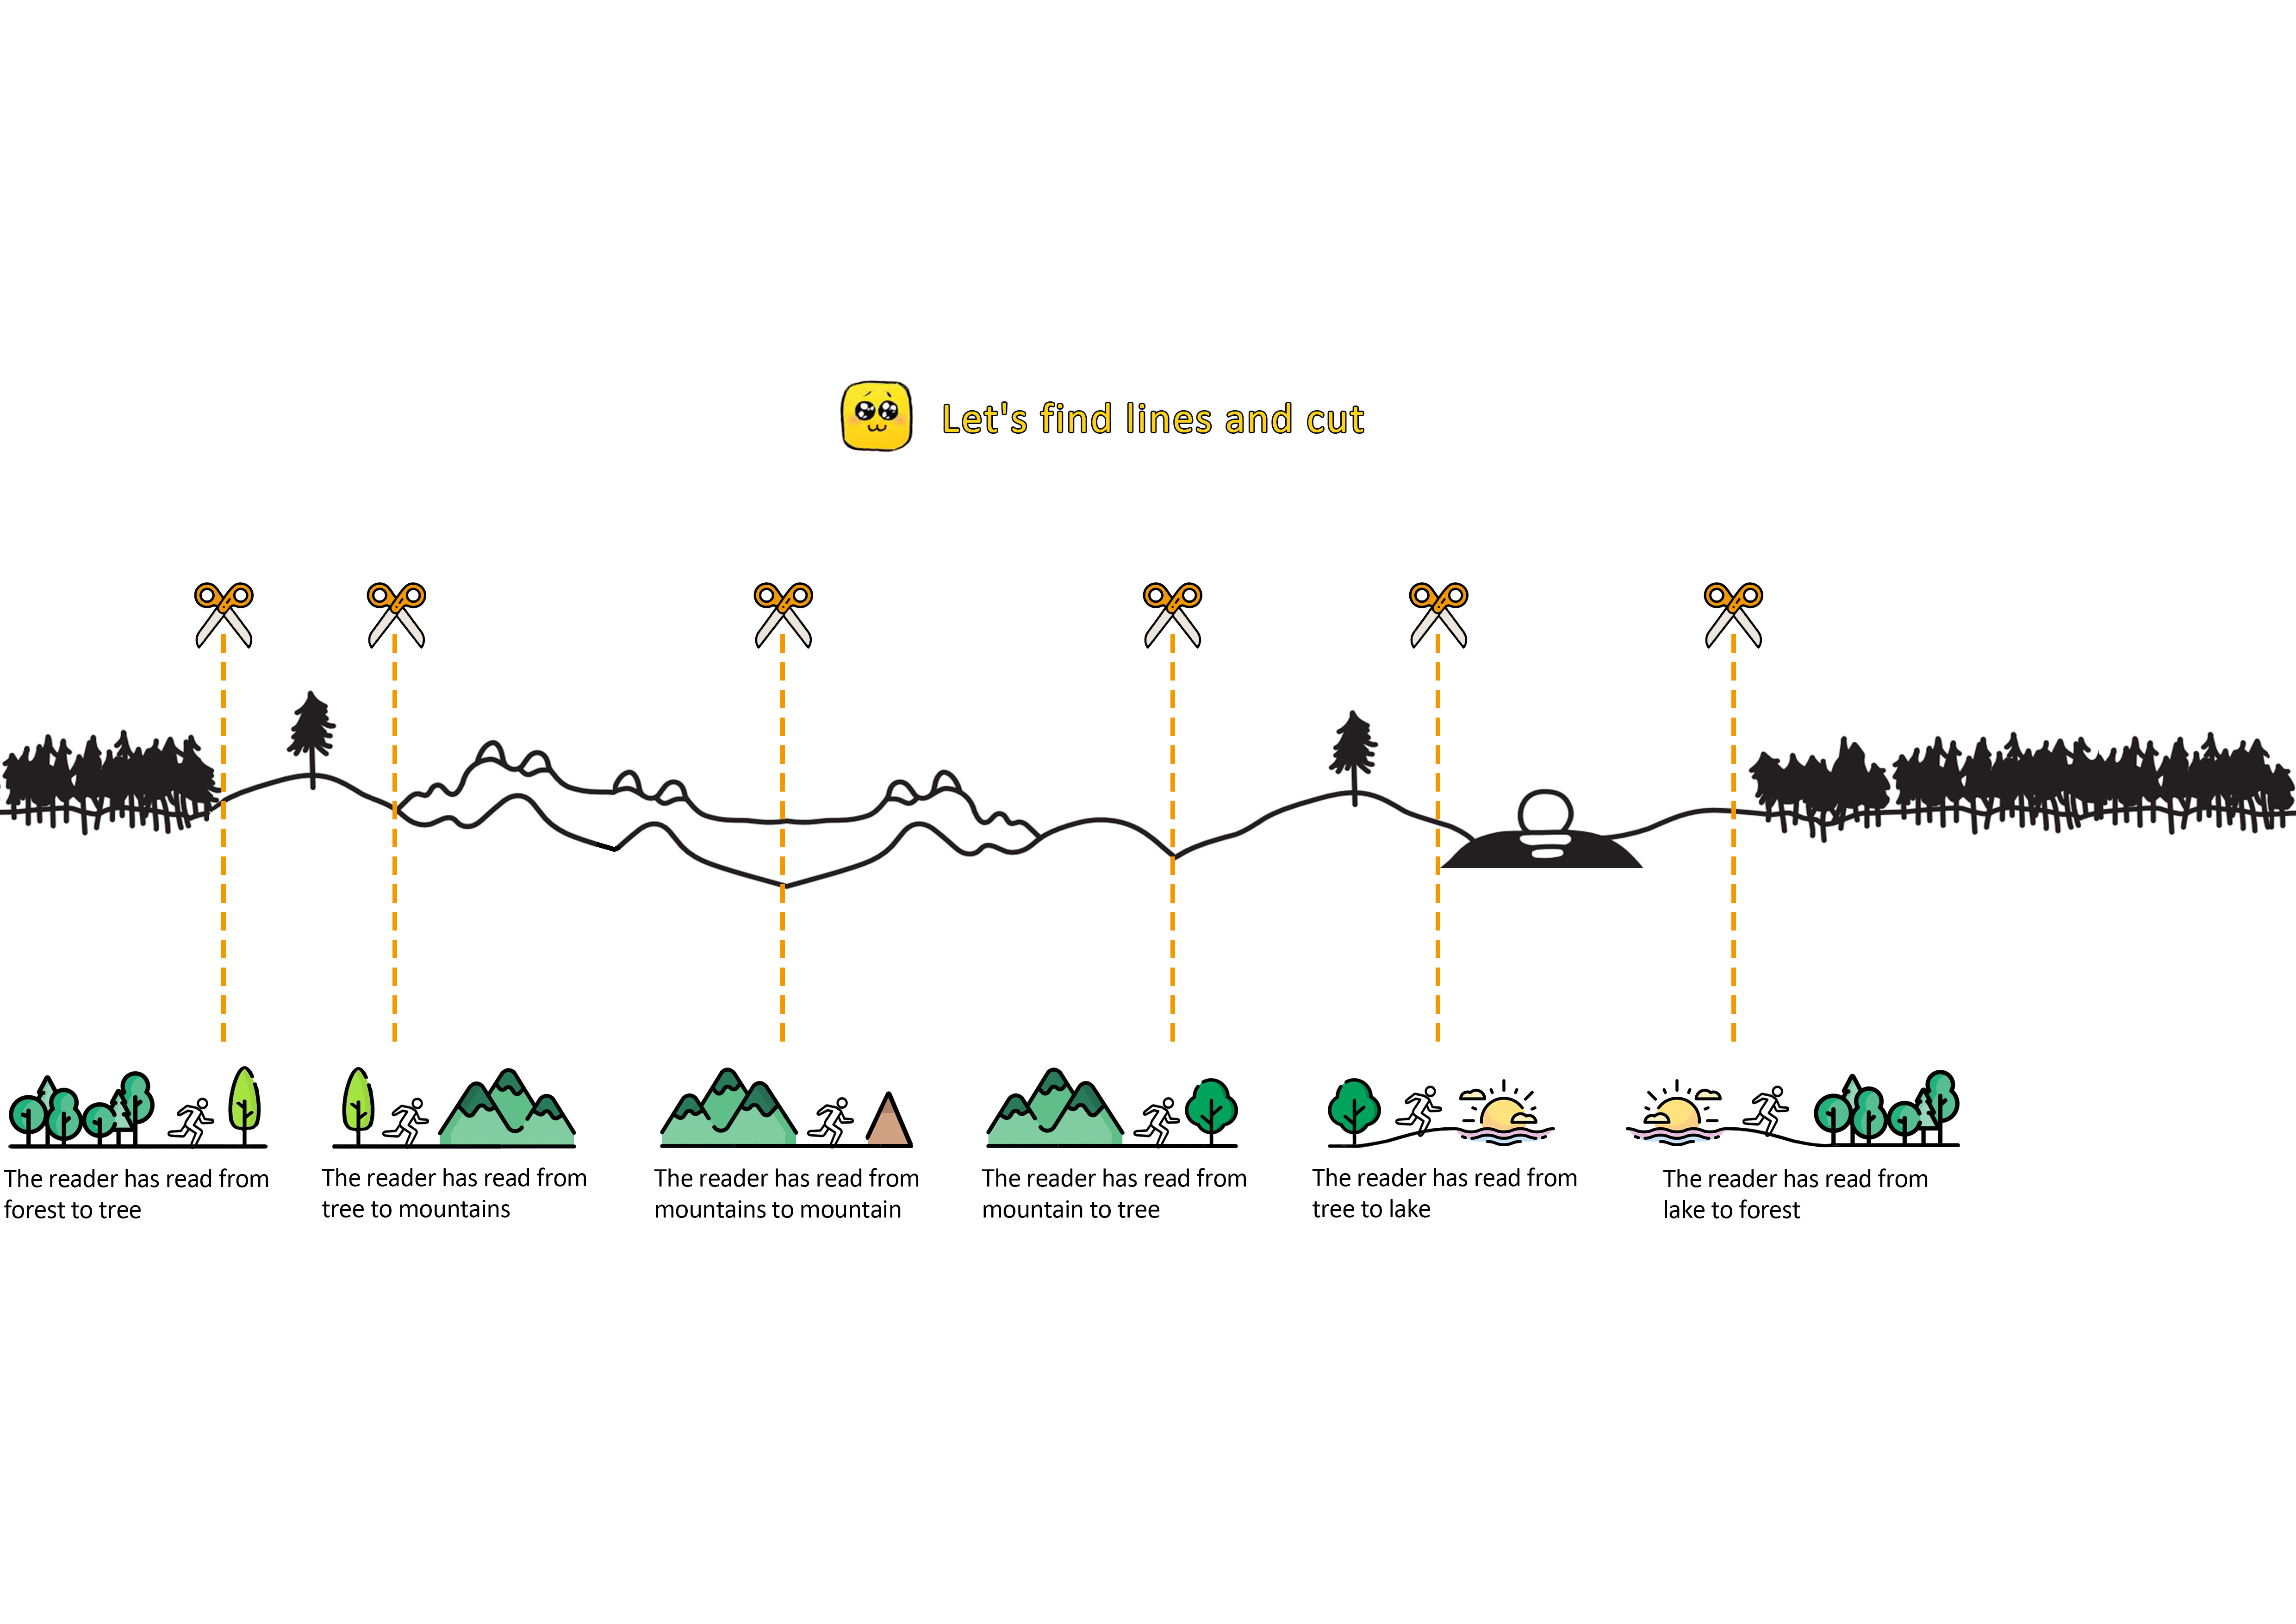 Let's find lines and cut
The reader has read from
forest to tree
The reader has read from
tree to mountains
The reader has read from
mountains to mountain
The reader has read from
mountain to tree
The reader has read from
tree to lake
The reader has read from
lake to forest